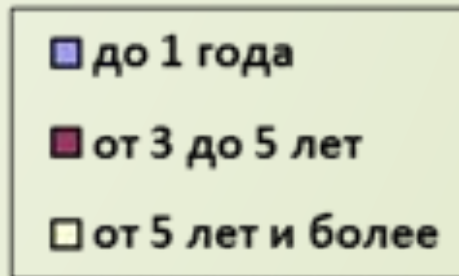 до 1 года
от 3 до 5 лет
от 5 лет и более